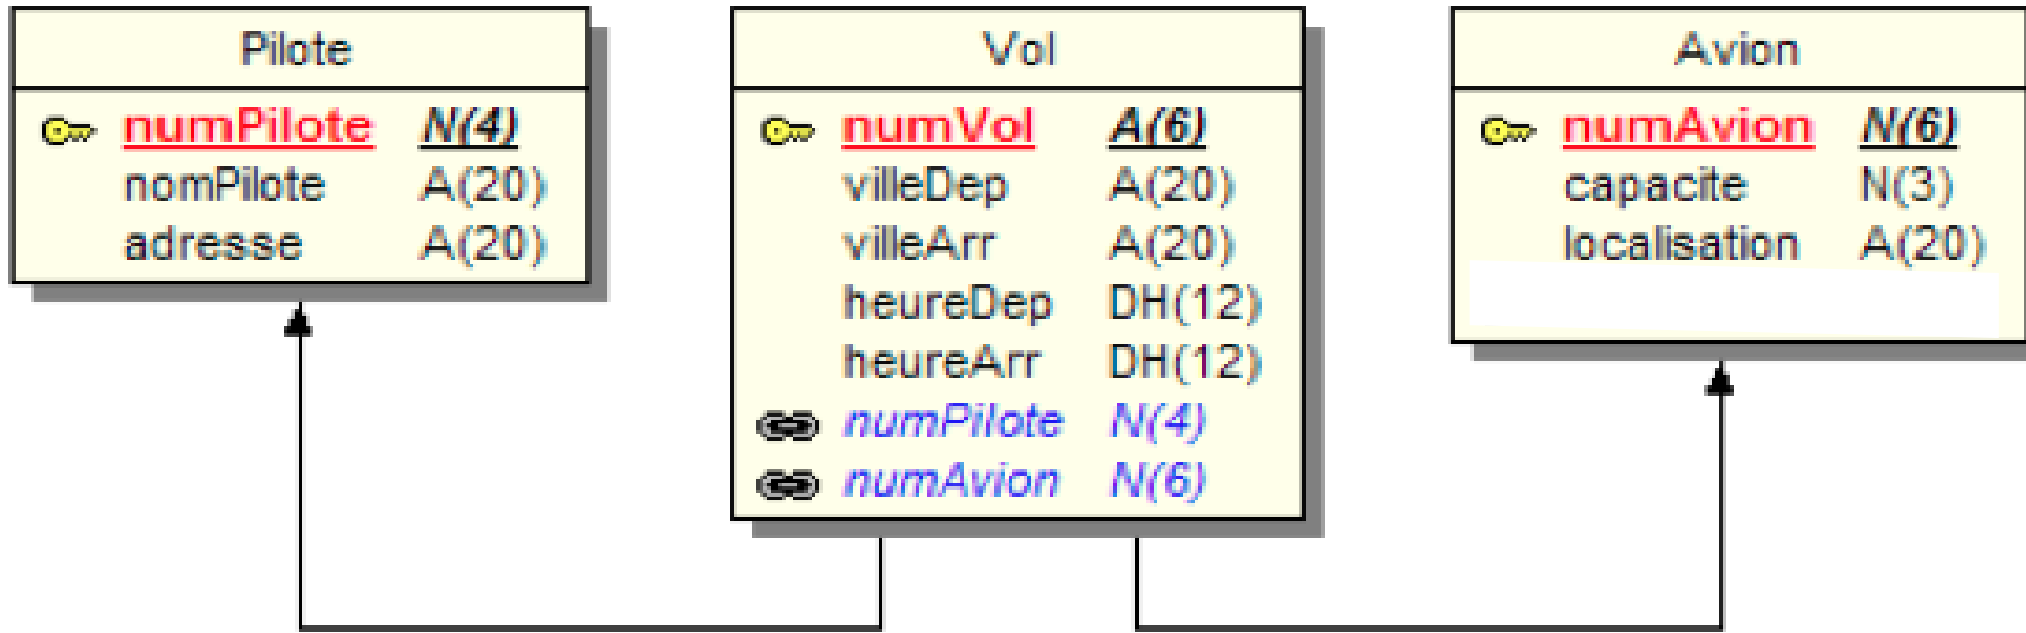 Pilote
numPilote N(4)
nomPilote A(20)
adresse A(20)
Vol
numVol A(6)
villeDep A(20)
villeArr A(20)
heureDep DH(12)
heureArr DH(12)
numPilote N(4)
numAvion N(6)
Avion
numAvion N(6)
capacite N(3)
localisation A(20)